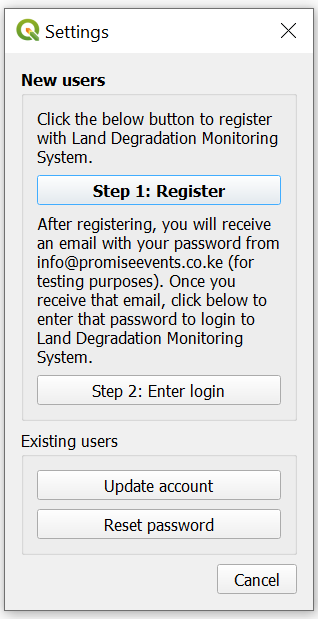 Settings
New users
Click the below button to register
with Land Degradation Monitoring
System.
Step 1: Register
After registering, you will receive
an email with your password from
info@promiseevents.co.ke (for
testing purposes). Once you
receive that email, click below to
enter that password to login to
Land Degradation Monitoring
System.
Step 2: Enter login
Existing users
Update account
Reset password
Cancel